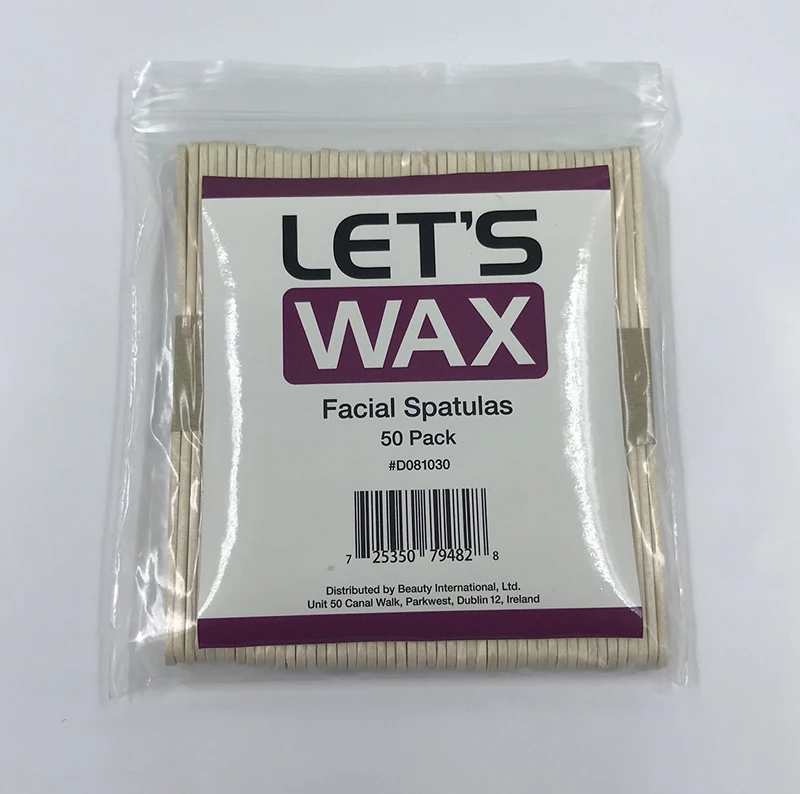 LET'S
WAX
Facial Spatulas
50 Pack
#D081030
7 25350 79482 8
Distributed by Beauty International, Ltd.
Unit 50 Canal Walk, Parkwest, Dublin 12, Ireland